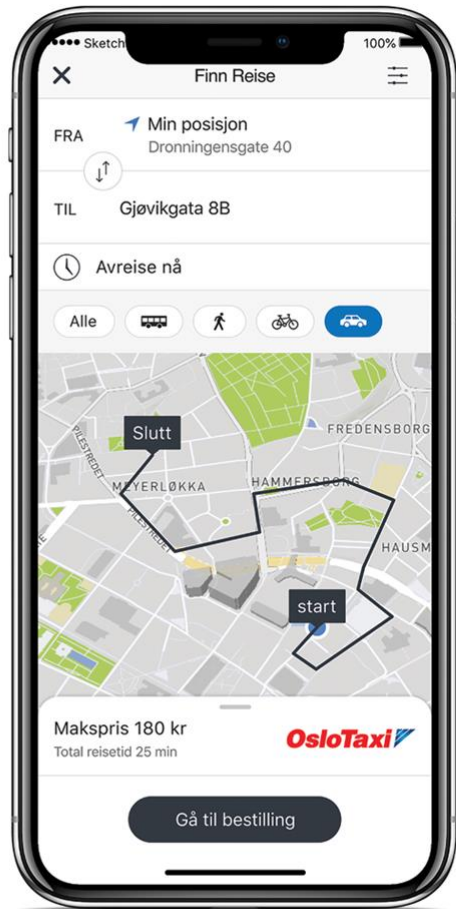 •••• Sketch
100%
Finn Reise
FRA
Min posisjon
Dronningensgate 40
TIL
Gjøvikgata 8B
Avreise nå
Alle
Slutt
FREDENSBORG
PILESTREDET
MEYERLØKKA
HAMMERSBORG
PILESTREDET
HAUSM
start
Makspris 180 kr
Total reisetid 25 min
OsloTaxi
Gå til bestilling